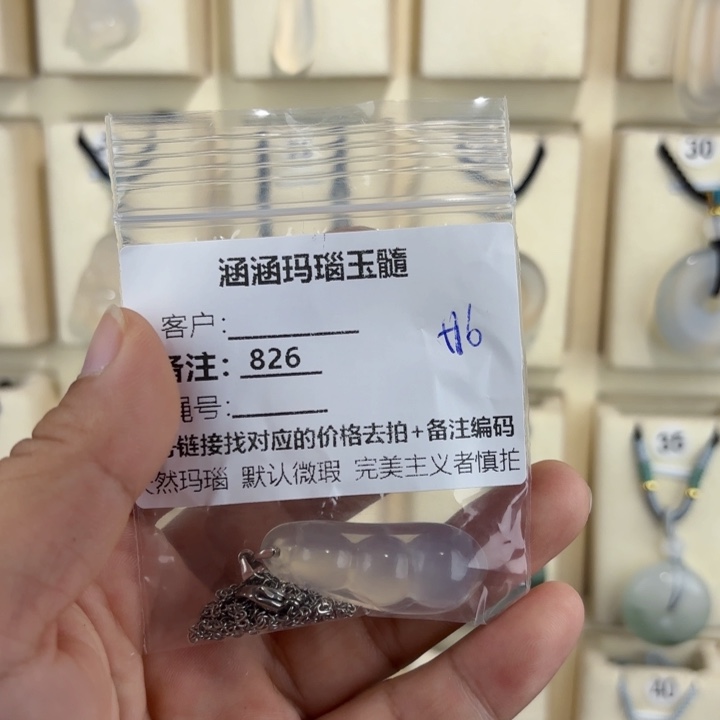 涵涵玛瑙玉髓
客户:
备注: 826
绳号:
链接找对应的价格去拍+备注编码
天然玛瑙 默认微瑕 完美主义者慎拍
30
35
40